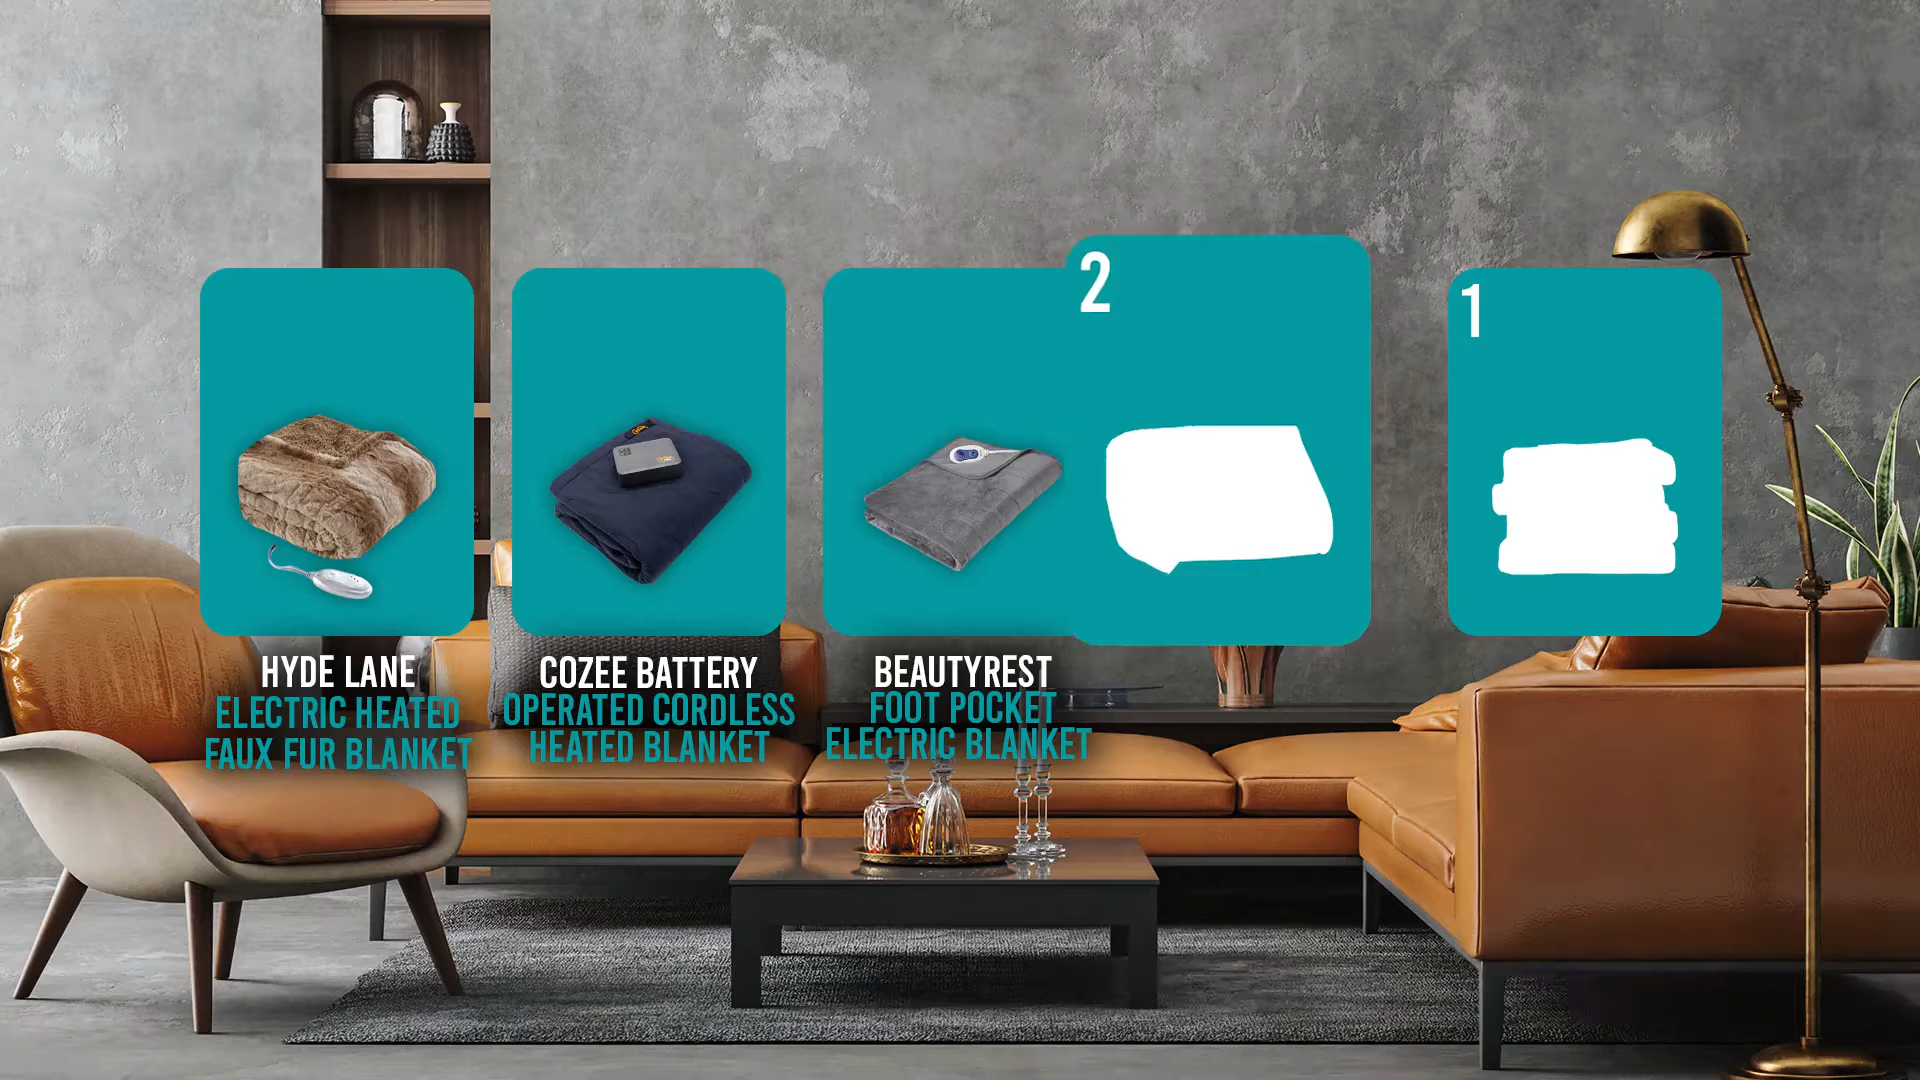 2
1
HYDE LANE
ELECTRIC HEATED
FAUX FUR BLANKET
COZEE BATTERY
OPERATED CORDLESS
HEATED BLANKET
BEAUTYREST
FOOT POCKET
ELECTRIC BLANKET